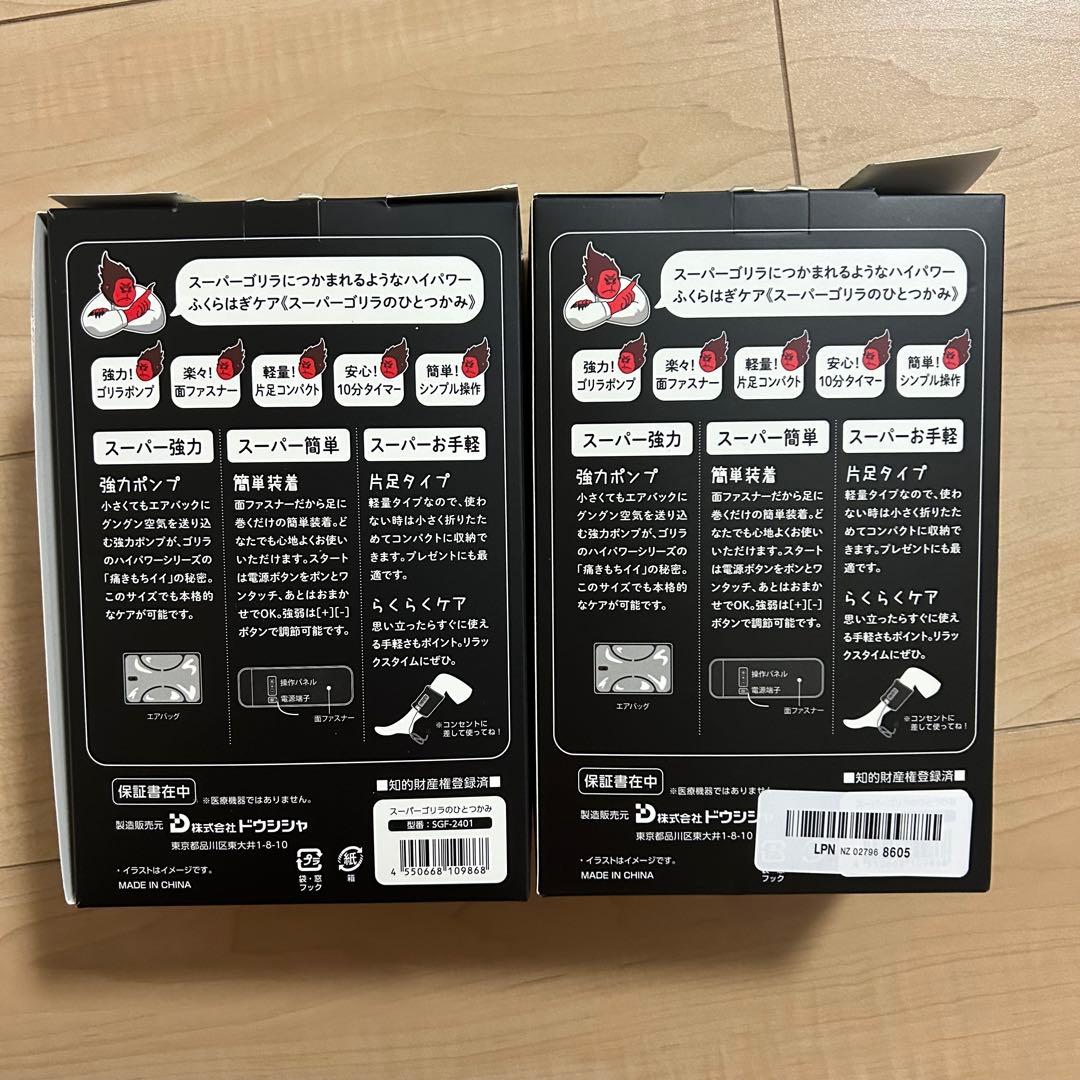 スーパーゴリラにつかまれるようなハイパワー
ふくらはぎケア《スーパーゴリラのひとつかみ》
強力!
ゴリラポンプ
楽々!
面ファスナー
軽量!
片足コンパクト
安心!
10分タイマー
簡単!
シンプル操作
スーパー強力
強力ポンプ
小さくてもエアバックに
グングン空気を送り込
む強力ポンプが、ゴリラ
のハイパワーシリーズの
「痛きもちイイ」の秘密。
このサイズでも本格的
なケアが可能です。
エアバッグ
スーパー簡単
簡単装着
面ファスナーだから足に
巻くだけの簡単装着。ど
なたでも心地よくお使い
いただけます。スタート
は電源ボタンをポンとワ
ンタッチ、あとはおまか
せでOK。強弱は[+][-]
ボタンで調節可能です。
操作パネル
電源端子
面ファスナー
スーパーお手軽
片足タイプ
軽量タイプなので、使わ
ない時は小さく折りたた
めてコンパクトに収納で
きます。プレゼントにも最
適です。
らくらくケア
思い立ったらすぐに使え
る手軽さもポイント。リラッ
クスタイムにぜひ。
※コンセントに
差して使ってね!
保証書在中
※医療機器ではありません。
■知的財産権登録済■
製造販売元 株式会社ドウシシャ
東京都品川区東大井1-8-10
・イラストはイメージです。
MADE IN CHINA
プラ
袋・窓
フック
紙
箱
スーパーゴリラのひとつかみ
型番:SGF-2401
4 550668 109868
スーパーゴリラにつかまれるようなハイパワー
ふくらはぎケア《スーパーゴリラのひとつかみ》
強力!
ゴリラポンプ
楽々!
面ファスナー
軽量!
片足コンパクト
安心!
10分タイマー
簡単!
シンプル操作
スーパー強力
強力ポンプ
小さくてもエアバックに
グングン空気を送り込
む強力ポンプが、ゴリラ
のハイパワーシリーズの
「痛きもちイイ」の秘密。
このサイズでも本格的
なケアが可能です。
エアバッグ
スーパー簡単
簡単装着
面ファスナーだから足に
巻くだけの簡単装着。ど
なたでも心地よくお使い
いただけます。スタート
は電源ボタンをポンとワ
ンタッチ、あとはおまか
せでOK。強弱は[+][-]
ボタンで調節可能です。
操作パネル
電源端子
面ファスナー
スーパーお手軽
片足タイプ
軽量タイプなので、使わ
ない時は小さく折りたた
めてコンパクトに収納で
きます。プレゼントにも最
適です。
らくらくケア
思い立ったらすぐに使え
る手軽さもポイント。リラッ
クスタイムにぜひ。
※コンセントに
差して使ってね!
保証書在中
※医療機器ではありません。
■知的財産権登録済■
製造販売元 株式会社ドウ
東京都品川区東大井1-8-
・イラストはイメージです。
MADE IN CHINA
フック
LPN NZ 02796 8605